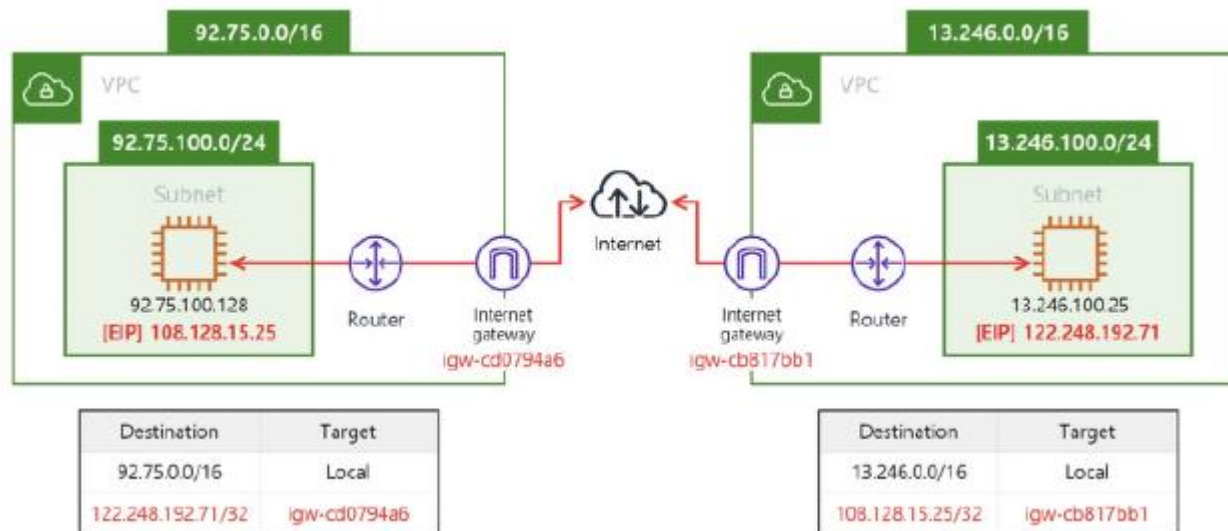 92.75.0.0/16
VPC
92.75.100.0/24
Subnet
92.75.100.128
[EIP] 108.128.15.25
Router
Internet
gateway
igw-cd0794a6
Internet
13.246.0.0/16
VPC
13.246.100.0/24
Subnet
13.246.100.25
[EIP] 122.248.192.71
Internet
gateway
igw-cb817bb1
Router
Destination Target
92.75.0.0/16 Local
122.248.192.71/32 igw-cd0794a6
Destination Target
13.246.0.0/16 Local
108.128.15.25/32 igw-cb817bb1